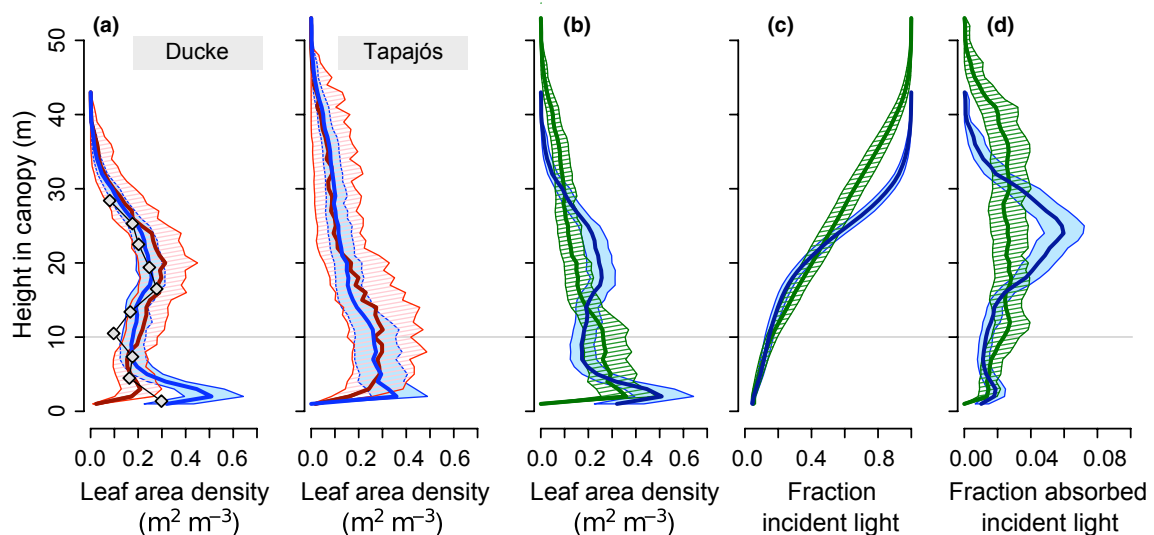 (a)
Ducke
Tapajós
(b)
(c)
(d)
Height in canopy (m)
0 10 20 30 40 50
0.0 0.2 0.4 0.6
Leaf area density
(m² m⁻³)
0.0 0.2 0.4 0.6
Leaf area density
(m² m⁻³)
0.0 0.2 0.4 0.6
Leaf area density
(m² m⁻³)
0.0 0.4 0.8
Fraction
incident light
0.00 0.04 0.08
Fraction absorbed
incident light